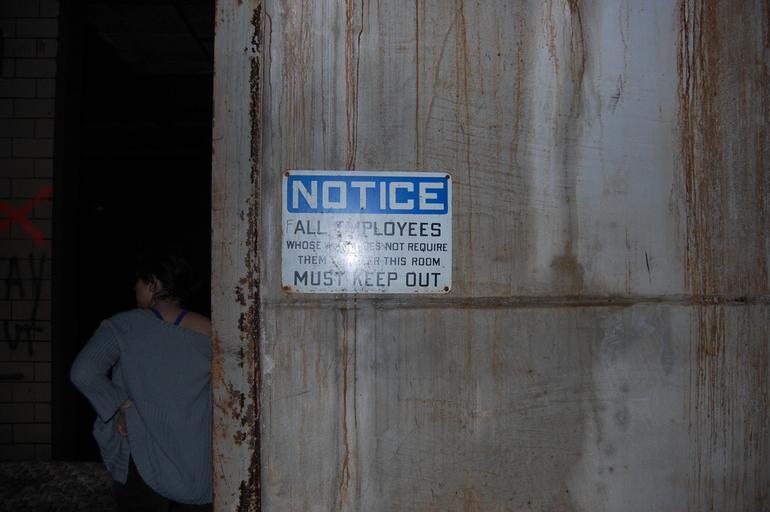 NOTICE
ALL EMPLOYEES
WHOSE NOT REQUIRE
THEM THIS ROOM
MUST KEEP OUT